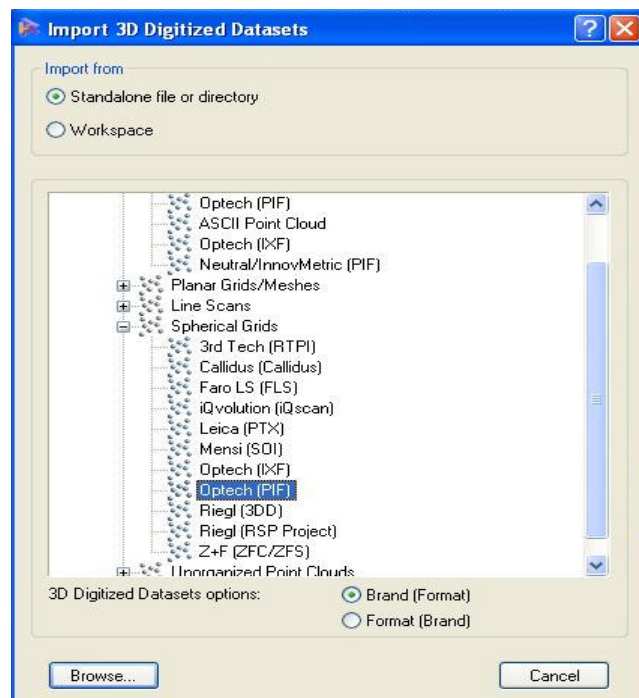 Import 3D Digitized Datasets
Import from
Standalone file or directory
Workspace
Optech (PIF)
ASCII Point Cloud
Optech (IXF)
Neutral/InnovMetric (PIF)
Planar Grids/Meshes
Line Scans
Spherical Grids
3rd Tech (RTPI)
Callidus (Callidus)
Faro LS (FLS)
iQvolution (iQscan)
Leica (PTX)
Mensi (SOI)
Optech (IXF)
Optech (PIF)
Riegl (3DD)
Riegl (RSP Project)
Z+F (ZFC/ZFS)
Unorganized Point Clouds
3D Digitized Datasets options: Brand (Format)
Format (Brand)
Browse... Cancel